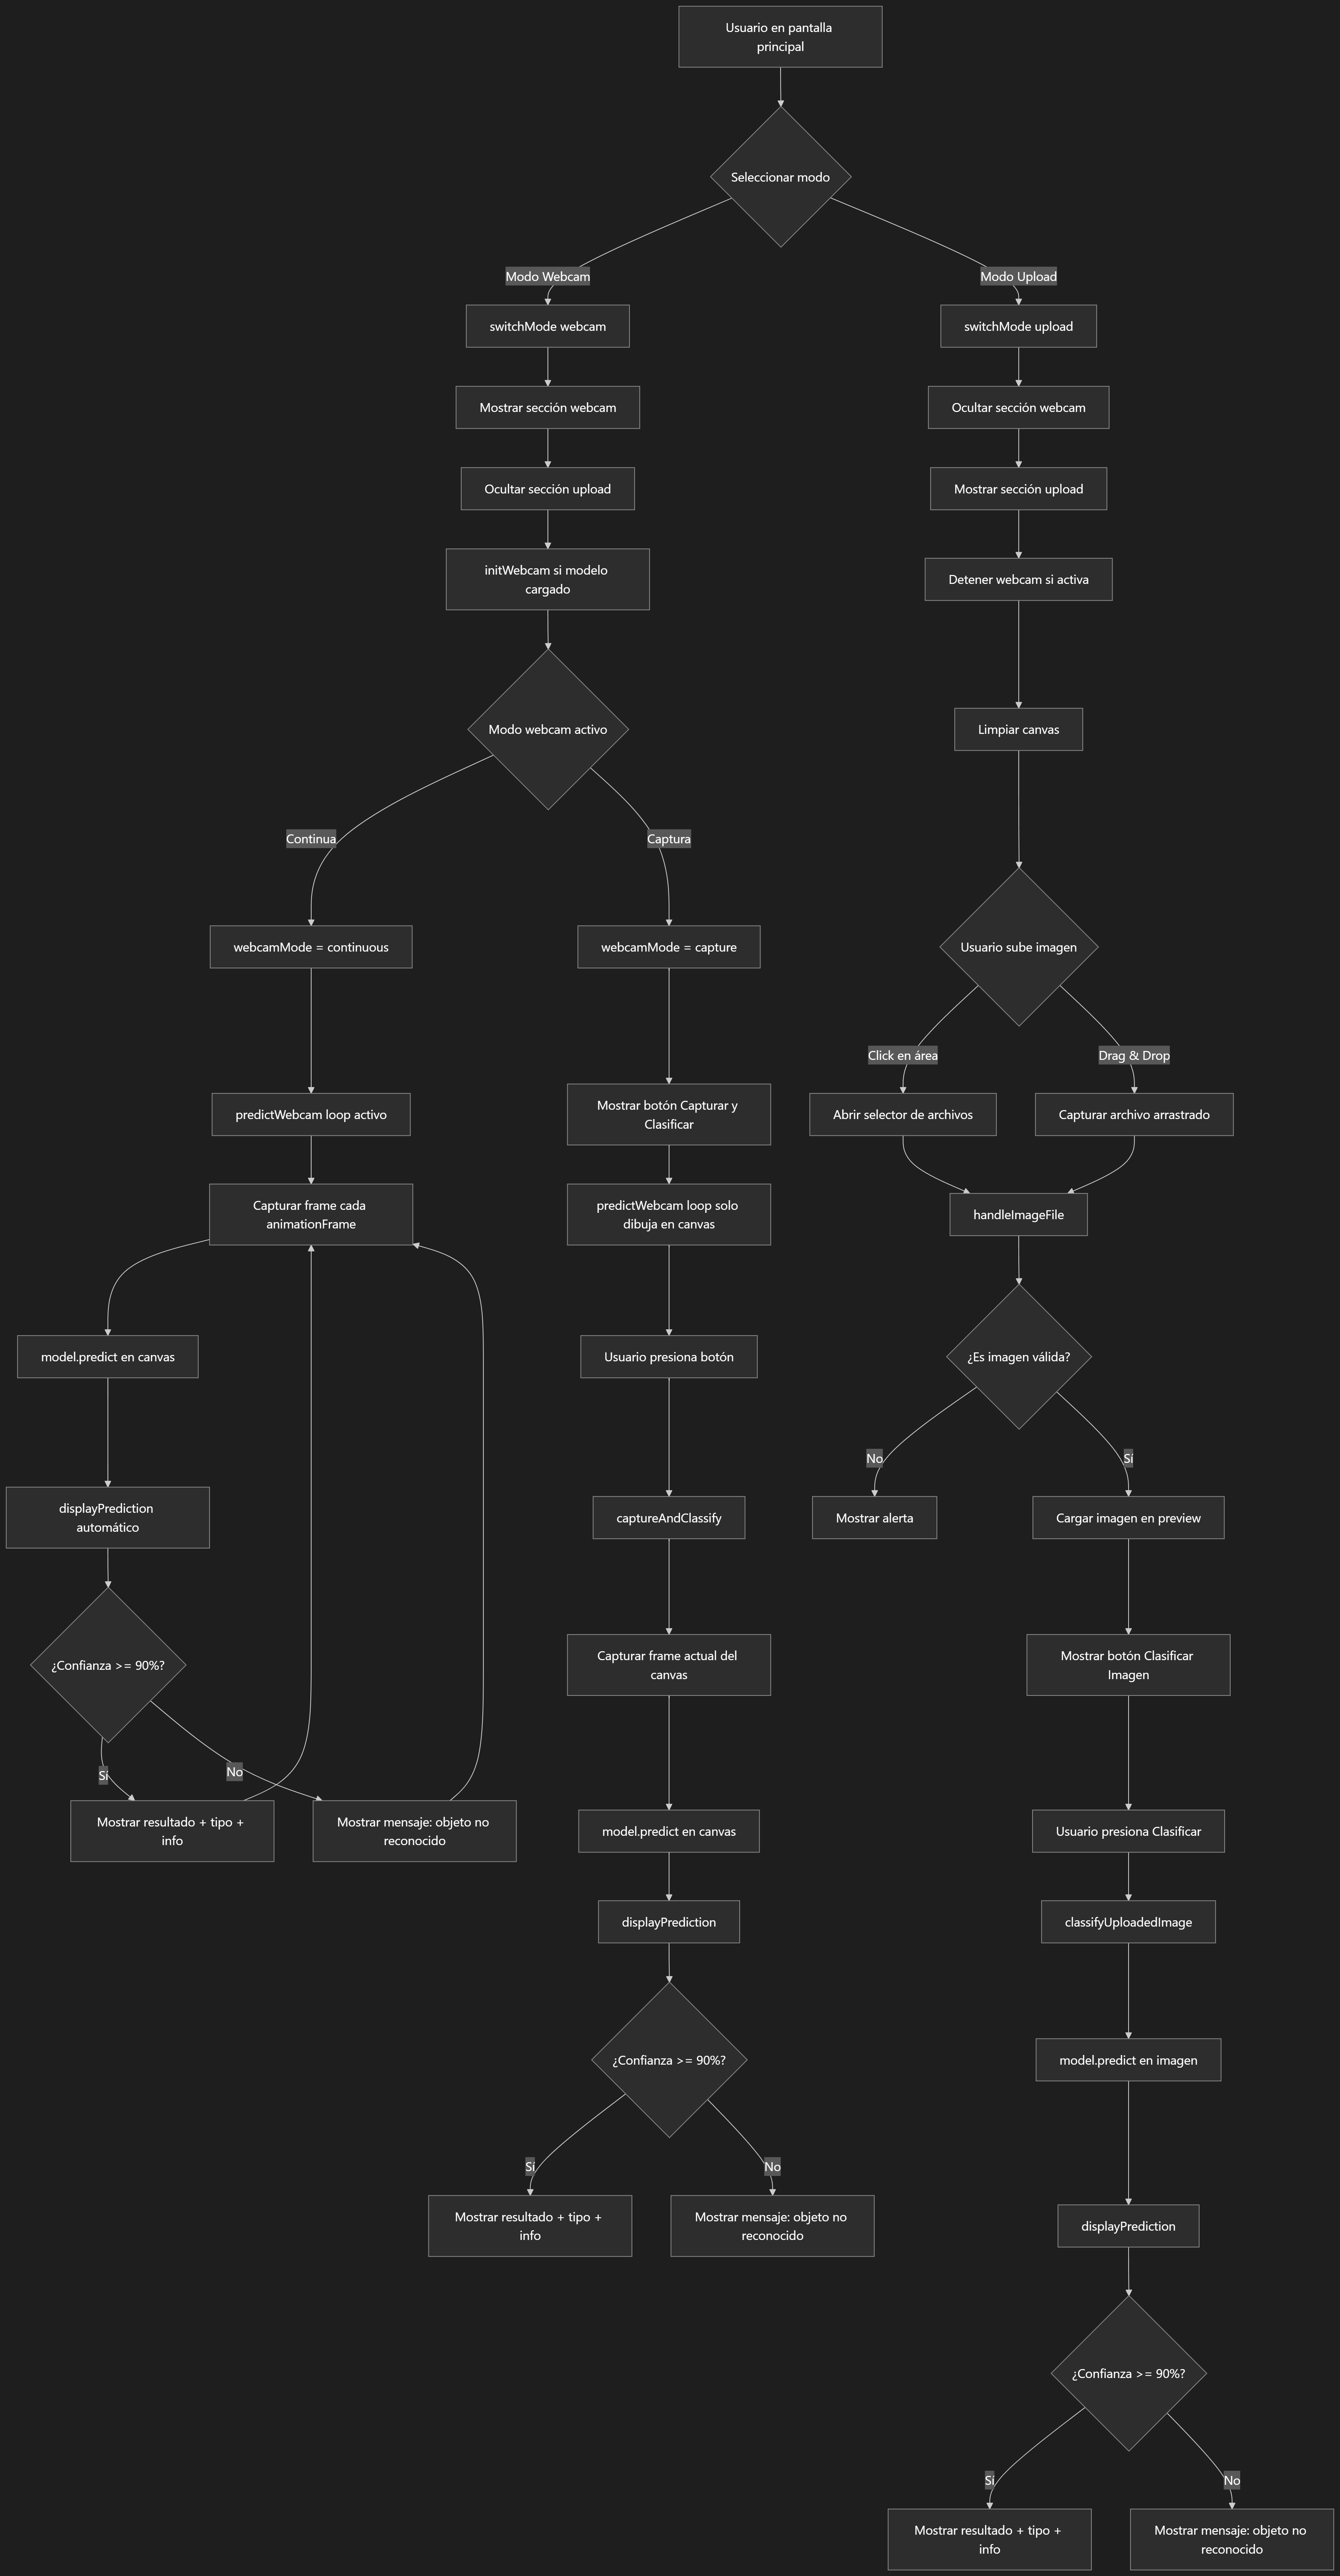 Usuario en pantalla
principal
Seleccionar modo
Modo Webcam
Modo Upload
switchMode webcam
switchMode upload
Mostrar sección webcam
Ocultar sección webcam
Ocultar sección upload
Mostrar sección upload
initWebcam si modelo
cargado
Detener webcam si activa
Modo webcam activo
Limpiar canvas
Continua
Captura
webcamMode = continuous
webcamMode = capture
Usuario sube imagen
Click en área
Drag & Drop
predictWebcam loop activo
Mostrar botón Capturar y
Clasificar
Abrir selector de archivos
Capturar archivo arrastrado
Capturar frame cada
animationFrame
predictWebcam loop solo
dibuja en canvas
handleImageFile
model.predict en canvas
Usuario presiona botón
¿Es imagen válida?
No
Sí
displayPrediction
automático
captureAndClassify
Mostrar alerta
Cargar imagen en preview
¿Confianza >= 90%?
Capturar frame actual del
canvas
Mostrar botón Clasificar
Imagen
Sí
No
Mostrar resultado + tipo +
info
Mostrar mensaje: objeto no
reconocido
model.predict en canvas
Usuario presiona Clasificar
displayPrediction
classifyUploadedImage
¿Confianza >= 90%?
model.predict en imagen
Sí
No
Mostrar resultado + tipo +
info
Mostrar mensaje: objeto no
reconocido
displayPrediction
¿Confianza >= 90%?
Sí
No
Mostrar resultado + tipo +
info
Mostrar mensaje: objeto no
reconocido